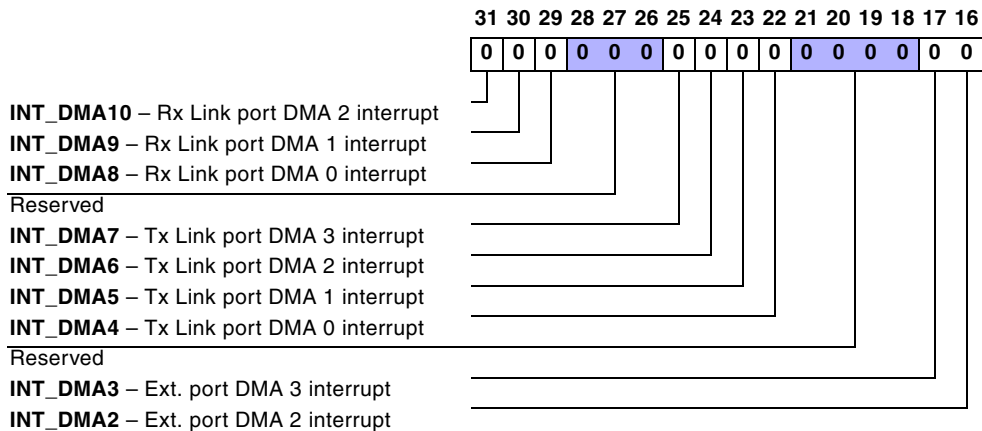 31 30 29 28 27 26 25 24 23 22 21 20 19 18 17 16
0 0 0 0 0 0 0 0 0 0 0 0 0 0 0 0
INT_DMA10 – Rx Link port DMA 2 interrupt
INT_DMA9 – Rx Link port DMA 1 interrupt
INT_DMA8 – Rx Link port DMA 0 interrupt
Reserved
INT_DMA7 – Tx Link port DMA 3 interrupt
INT_DMA6 – Tx Link port DMA 2 interrupt
INT_DMA5 – Tx Link port DMA 1 interrupt
INT_DMA4 – Tx Link port DMA 0 interrupt
Reserved
INT_DMA3 – Ext. port DMA 3 interrupt
INT_DMA2 – Ext. port DMA 2 interrupt